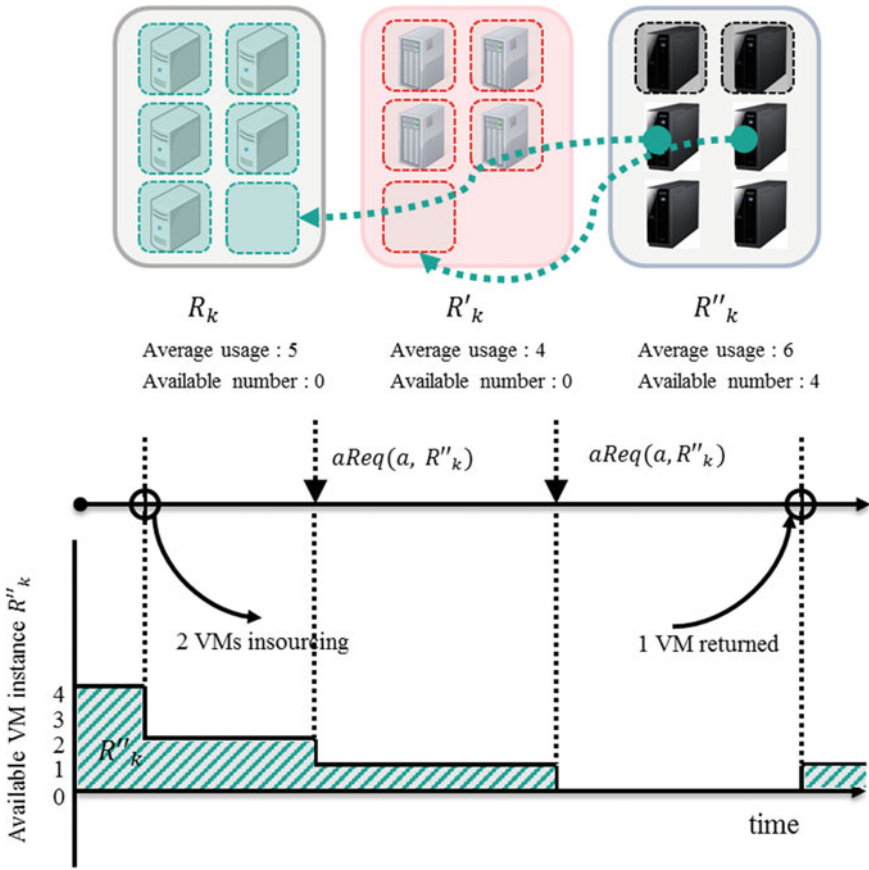 R_k R'_k R''_k
Average usage : 5 Average usage : 4 Average usage : 6
Available number : 0 Available number : 0 Available number : 4
aReq(a, R''_k) aReq(a,R''_k)
2 VMs insourcing 1 VM returned
Available VM instance R''_k
4
3
2
1
0
R''_k
time